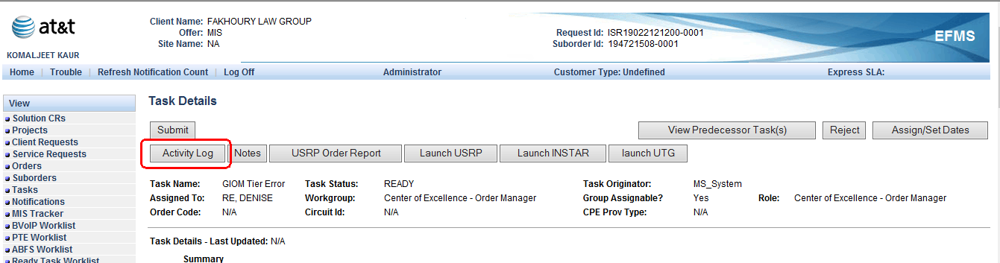 at&t
KOMALJEET KAUR
Client Name: FAKHOURY LAW GROUP
Offer: MIS
Site Name: NA
Request Id: ISR19022121200-0001
Suborder Id: 194721508-0001
EFMS
Home | Trouble | Refresh Notification Count | Log Off Administrator Customer Type: Undefined Express SLA:
View
Solution CRs
Projects
Client Requests
Service Requests
Orders
Suborders
Tasks
Notifications
MIS Tracker
BVoIP Worklist
PTE Worklist
ABFS Worklist
Ready Task Worklist
Task Details
Submit View Predecessor Task(s) Reject Assign/Set Dates
Activity Log Notes USRP Order Report Launch USRP Launch INSTAR launch UTG
Task Name: GIOM Tier Error Task Status: READY Task Originator: MS_System
Assigned To: RE, DENISE Workgroup: Center of Excellence - Order Manager Group Assignable? Yes Role: Center of Excellence - Order Manager
Order Code: N/A Circuit Id: N/A CPE Prov Type: N/A
Task Details - Last Updated: N/A
Summary